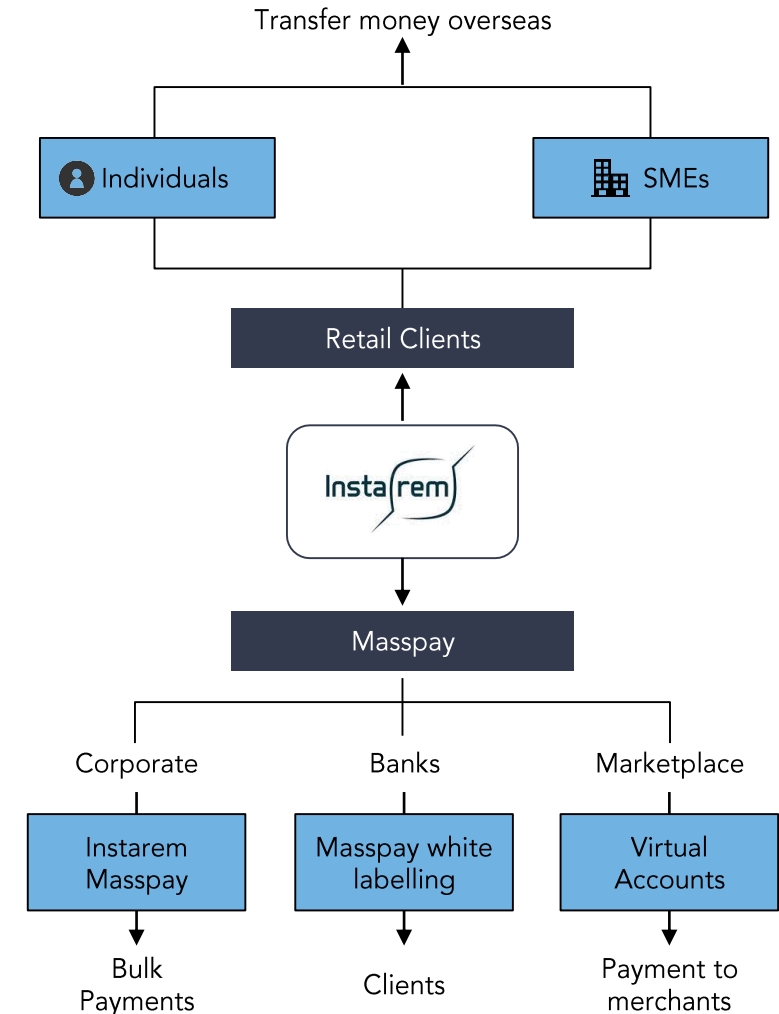 Transfer money overseas
Individuals
SMEs
Retail Clients
Instarem
Masspay
Corporate
Banks
Marketplace
Instarem
Masspay
Masspay white
labelling
Virtual
Accounts
Bulk
Payments
Clients
Payment to
merchants